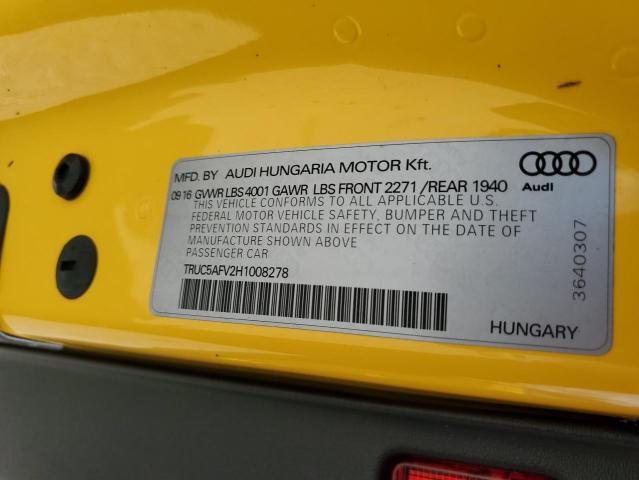 MFD. BY AUDI HUNGARIA MOTOR Kft.
09 16 GVWR LBS 4001 GAWR LBS FRONT 2271 /REAR 1940
THIS VEHICLE CONFORMS TO ALL APPLICABLE U.S.
FEDERAL MOTOR VEHICLE SAFETY, BUMPER AND THEFT
PREVENTION STANDARDS IN EFFECT ON THE DATE OF
MANUFACTURE SHOWN ABOVE
PASSENGER CAR
TRUC5AFV2H1008278
Audi
3640307
HUNGARY